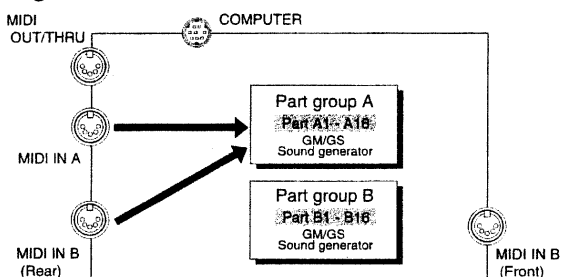 MIDI
OUT/THRU
COMPUTER
MIDI IN A
Part group A
Part A1 - A16
GM/GS
Sound generator
Part group B
Part B1 - B16
GM/GS
Sound generator
MIDI IN B
(Rear)
MIDI IN B
(Front)